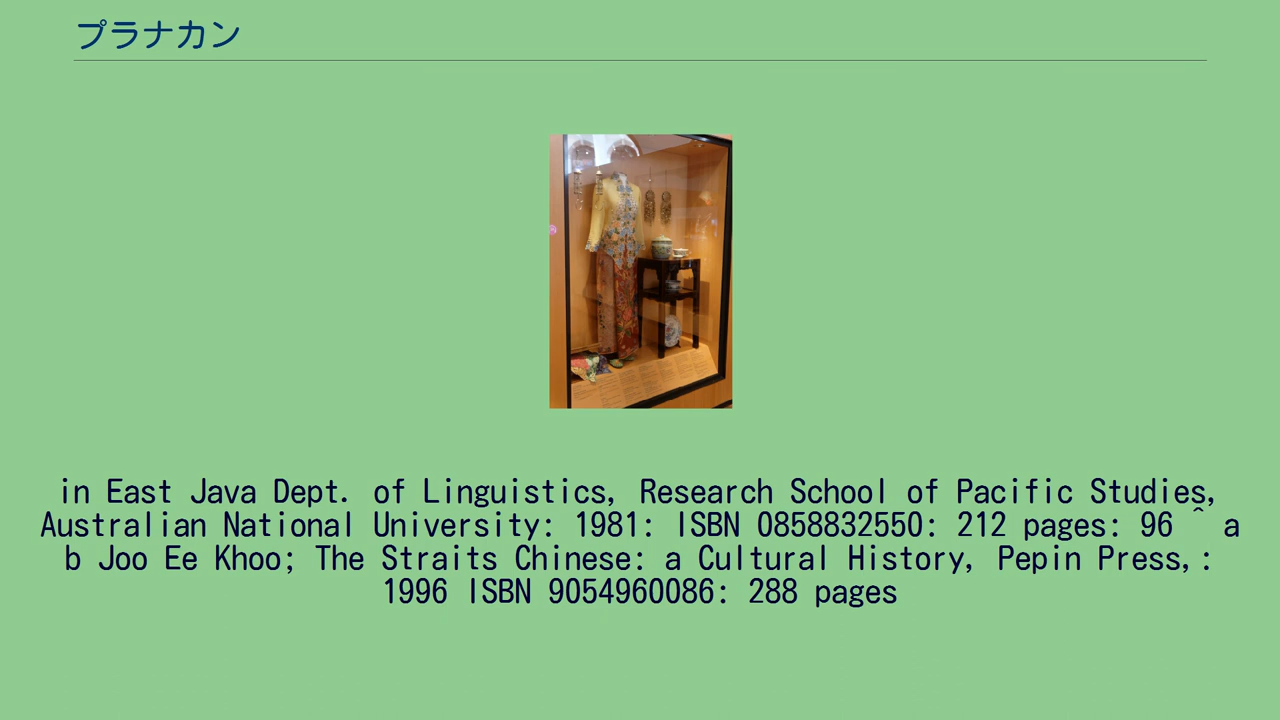 プラナカン
in East Java Dept. of Linguistics, Research School of Pacific Studies,
Australian National University: 1981: ISBN 0858832550: 212 pages: 96 ^ a
b Joo Ee Khoo; The Straits Chinese: a Cultural History, Pepin Press,:
1996 ISBN 9054960086: 288 pages